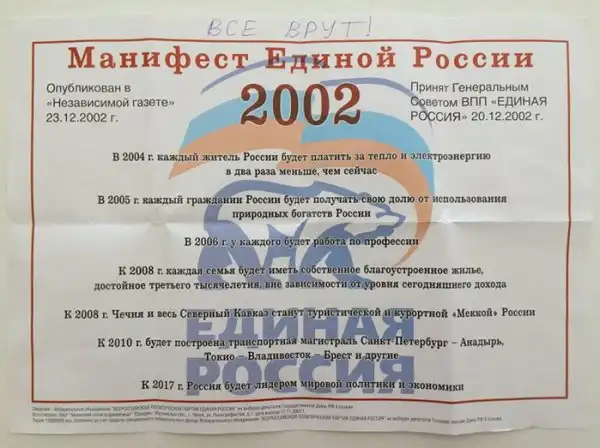 ВСЕ ВРУТ!
Манифест Единой России
Опубликован в
«Независимой газете»
23.12.2002 г.
2002
Принят Генеральным
Советом ВПП «ЕДИНАЯ
РОССИЯ» 20.12.2002 г.
В 2004 г. каждый житель России будет платить за тепло и электроэнергию
в два раза меньше, чем сейчас
В 2005 г. каждый гражданин России будет получать свою долю от использования
природных богатств России
В 2006 г. у каждого будет работа по профессии
К 2008 г. каждая семья будет иметь собственное благоустроенное жилье,
достойное третьего тысячелетия, вне зависимости от уровня сегодняшнего дохода
К 2008 г. Чечня и весь Северный Кавказ станут туристической и курортной «Меккой» России
К 2010 г. будет построена транспортная магистраль Санкт-Петербург – Анадырь,
Токио – Владивосток – Брест и другие
ЕДИНАЯ
РОССИЯ
К 2017 г. Россия будет лидером мировой политики и экономики